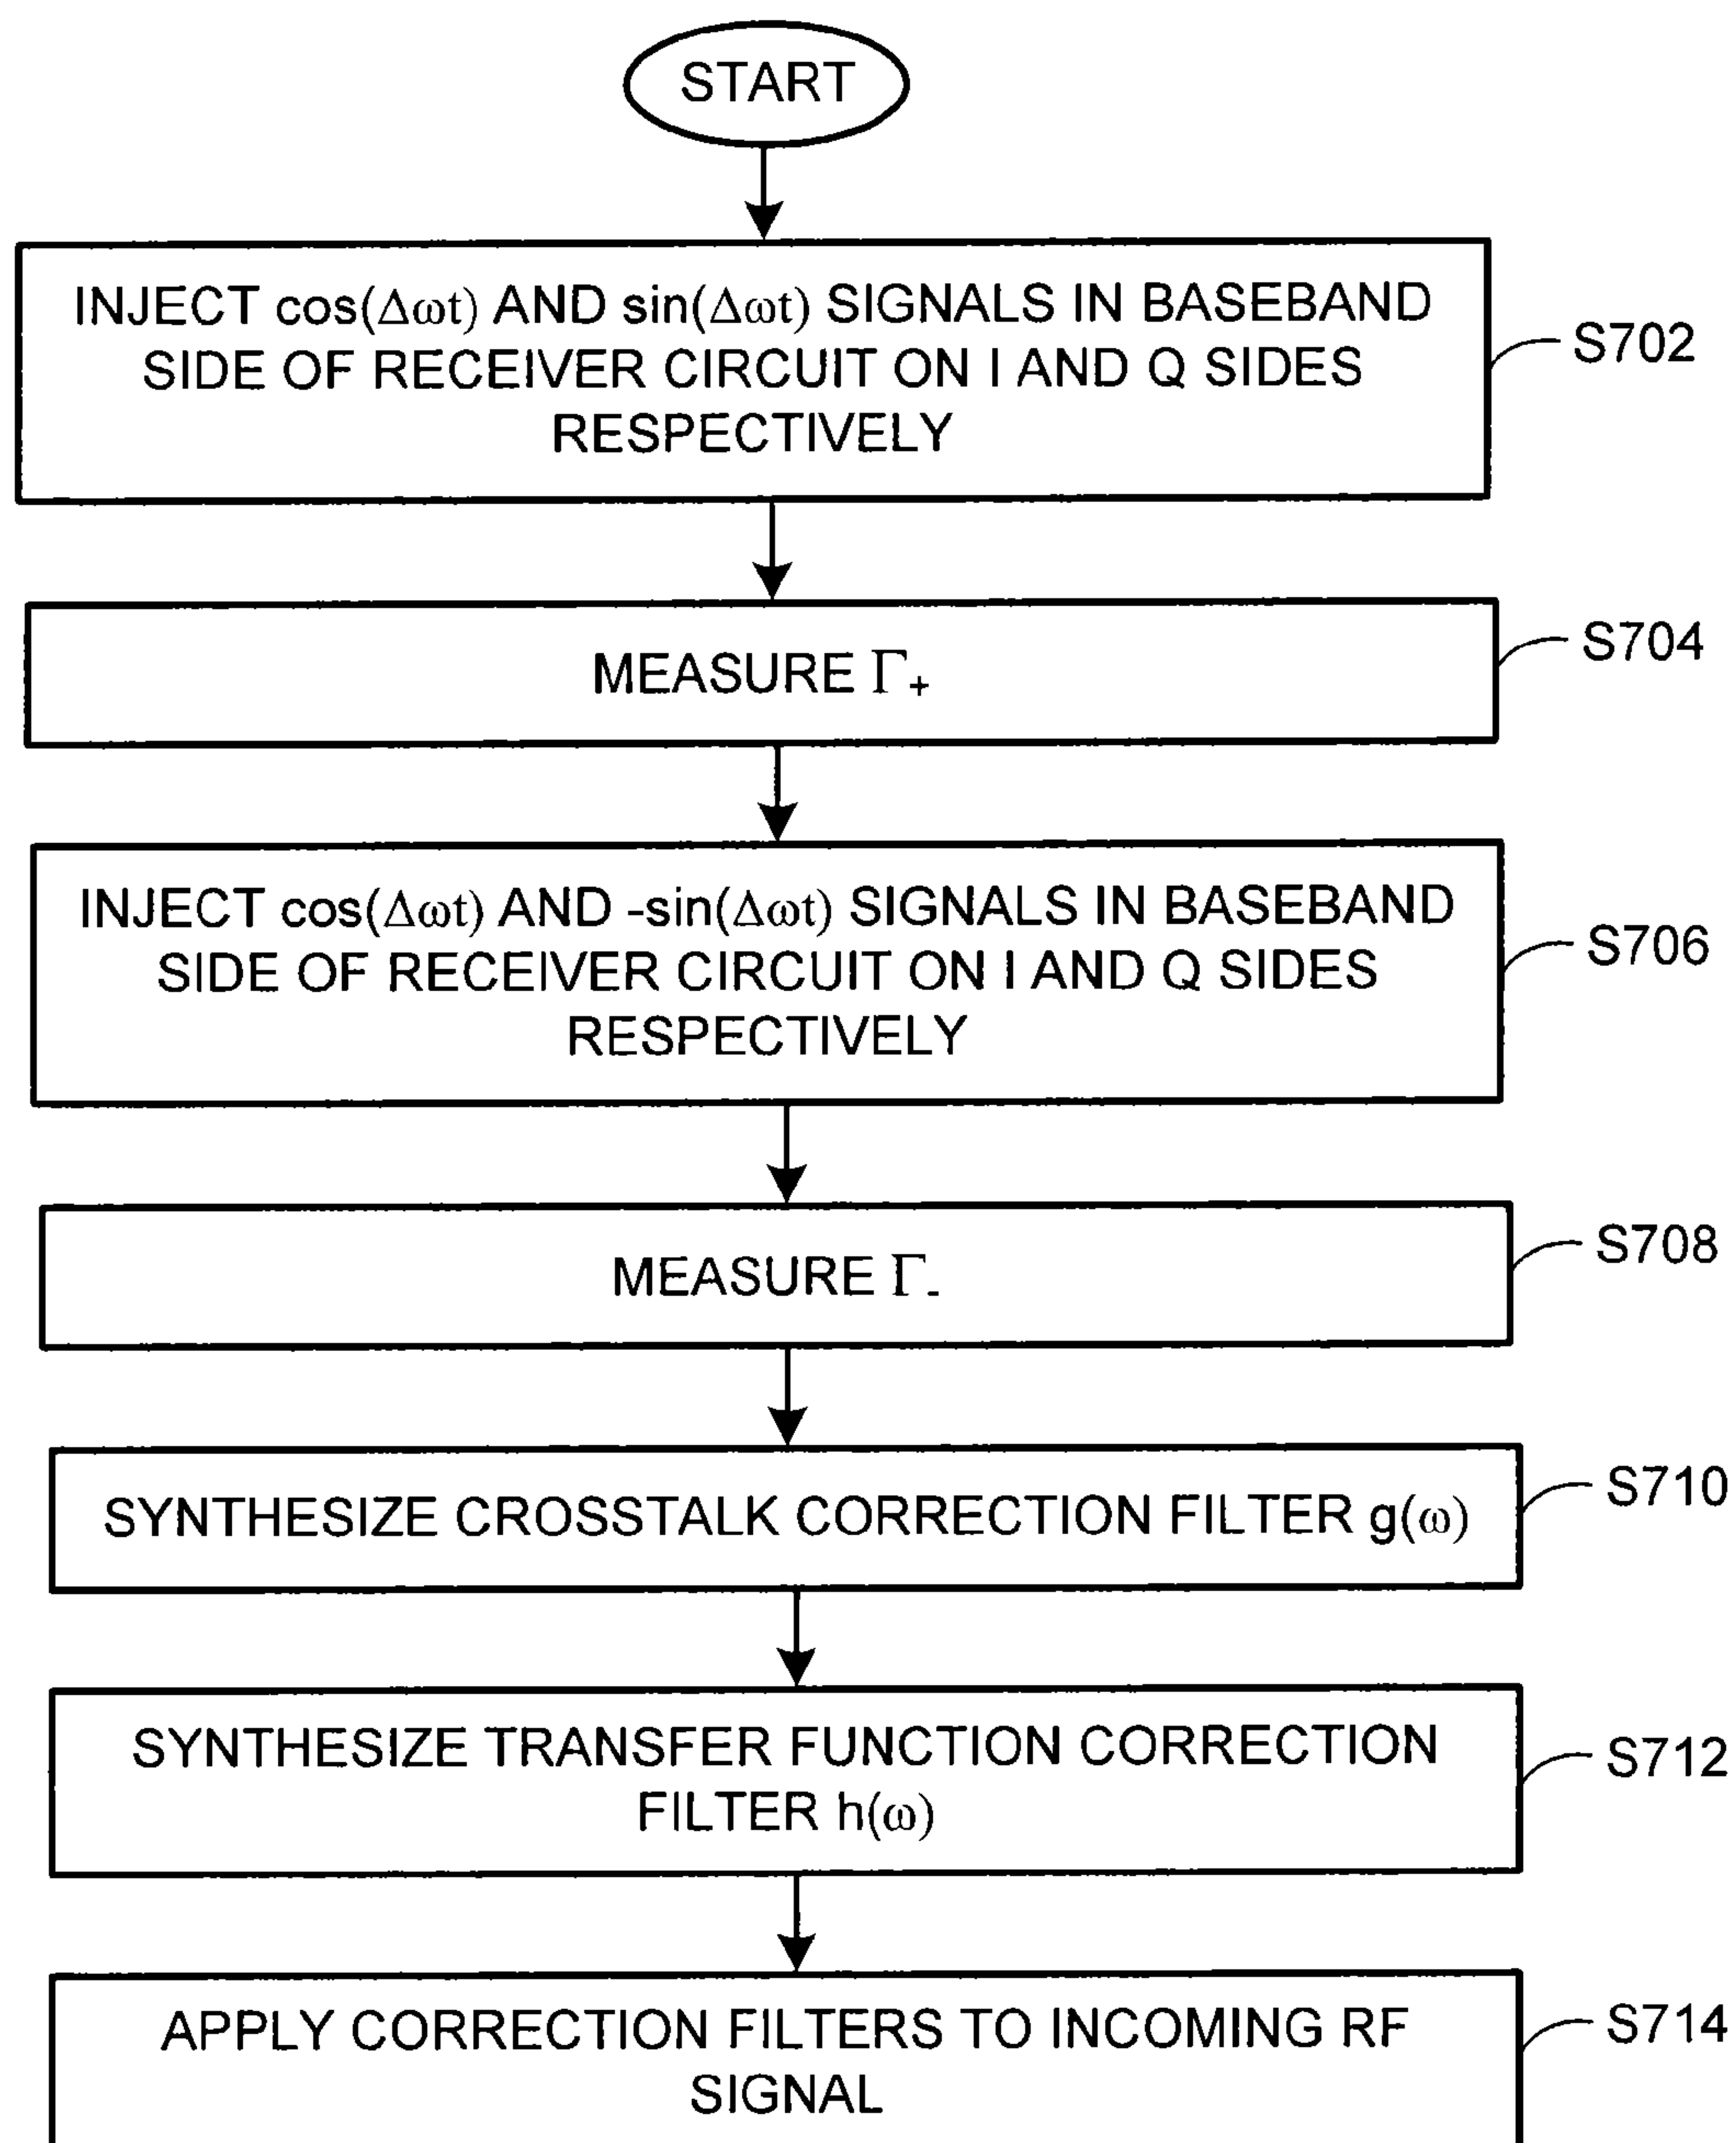 START
INJECT cos(Δωt) AND sin(Δωt) SIGNALS IN BASEBAND
SIDE OF RECEIVER CIRCUIT ON I AND Q SIDES
RESPECTIVELY
S702
MEASURE Γ+
S704
INJECT cos(Δωt) AND -sin(Δωt) SIGNALS IN BASEBAND
SIDE OF RECEIVER CIRCUIT ON I AND Q SIDES
RESPECTIVELY
S706
MEASURE Γ-
S708
SYNTHESIZE CROSSTALK CORRECTION FILTER g(ω)
S710
SYNTHESIZE TRANSFER FUNCTION CORRECTION
FILTER h(ω)
S712
APPLY CORRECTION FILTERS TO INCOMING RF
SIGNAL
S714